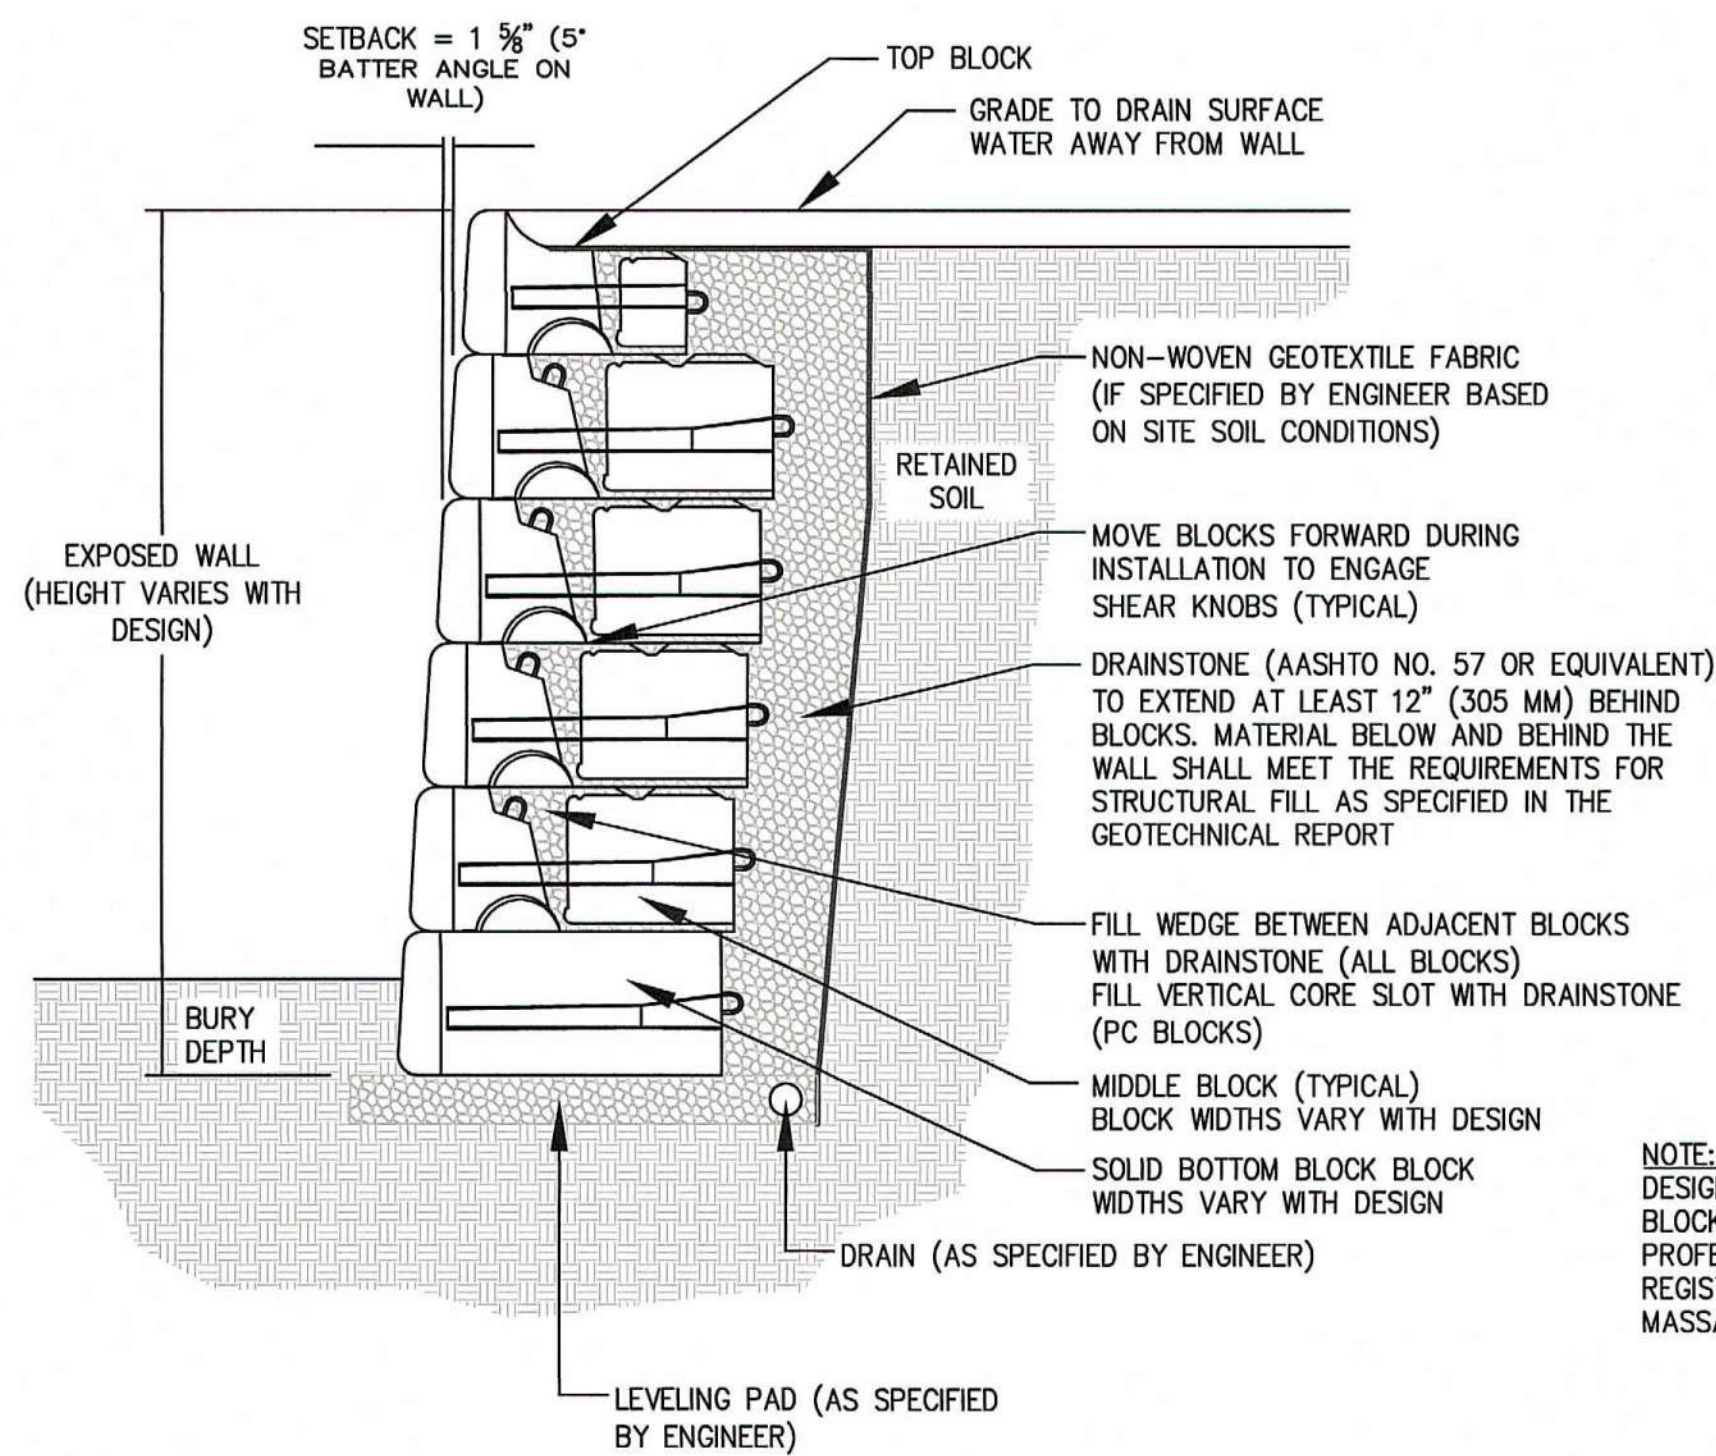 SETBACK = 1 ⅝" (5°
BATTER ANGLE ON
WALL)
TOP BLOCK
GRADE TO DRAIN SURFACE
WATER AWAY FROM WALL
NON-WOVEN GEOTEXTILE FABRIC
(IF SPECIFIED BY ENGINEER BASED
ON SITE SOIL CONDITIONS)
RETAINED
SOIL
MOVE BLOCKS FORWARD DURING
INSTALLATION TO ENGAGE
SHEAR KNOBS (TYPICAL)
EXPOSED WALL
(HEIGHT VARIES WITH
DESIGN)
DRAINSTONE (AASHTO NO. 57 OR EQUIVALENT)
TO EXTEND AT LEAST 12" (305 MM) BEHIND
BLOCKS. MATERIAL BELOW AND BEHIND THE
WALL SHALL MEET THE REQUIREMENTS FOR
STRUCTURAL FILL AS SPECIFIED IN THE
GEOTECHNICAL REPORT
FILL WEDGE BETWEEN ADJACENT BLOCKS
WITH DRAINSTONE (ALL BLOCKS)
FILL VERTICAL CORE SLOT WITH DRAINSTONE
(PC BLOCKS)
BURY
DEPTH
MIDDLE BLOCK (TYPICAL)
BLOCK WIDTHS VARY WITH DESIGN
SOLID BOTTOM BLOCK BLOCK
WIDTHS VARY WITH DESIGN
DRAIN (AS SPECIFIED BY ENGINEER)
LEVELING PAD (AS SPECIFIED
BY ENGINEER)
NOTE:
DESIG
BLOCK
PROFE
REGIS
MASSA